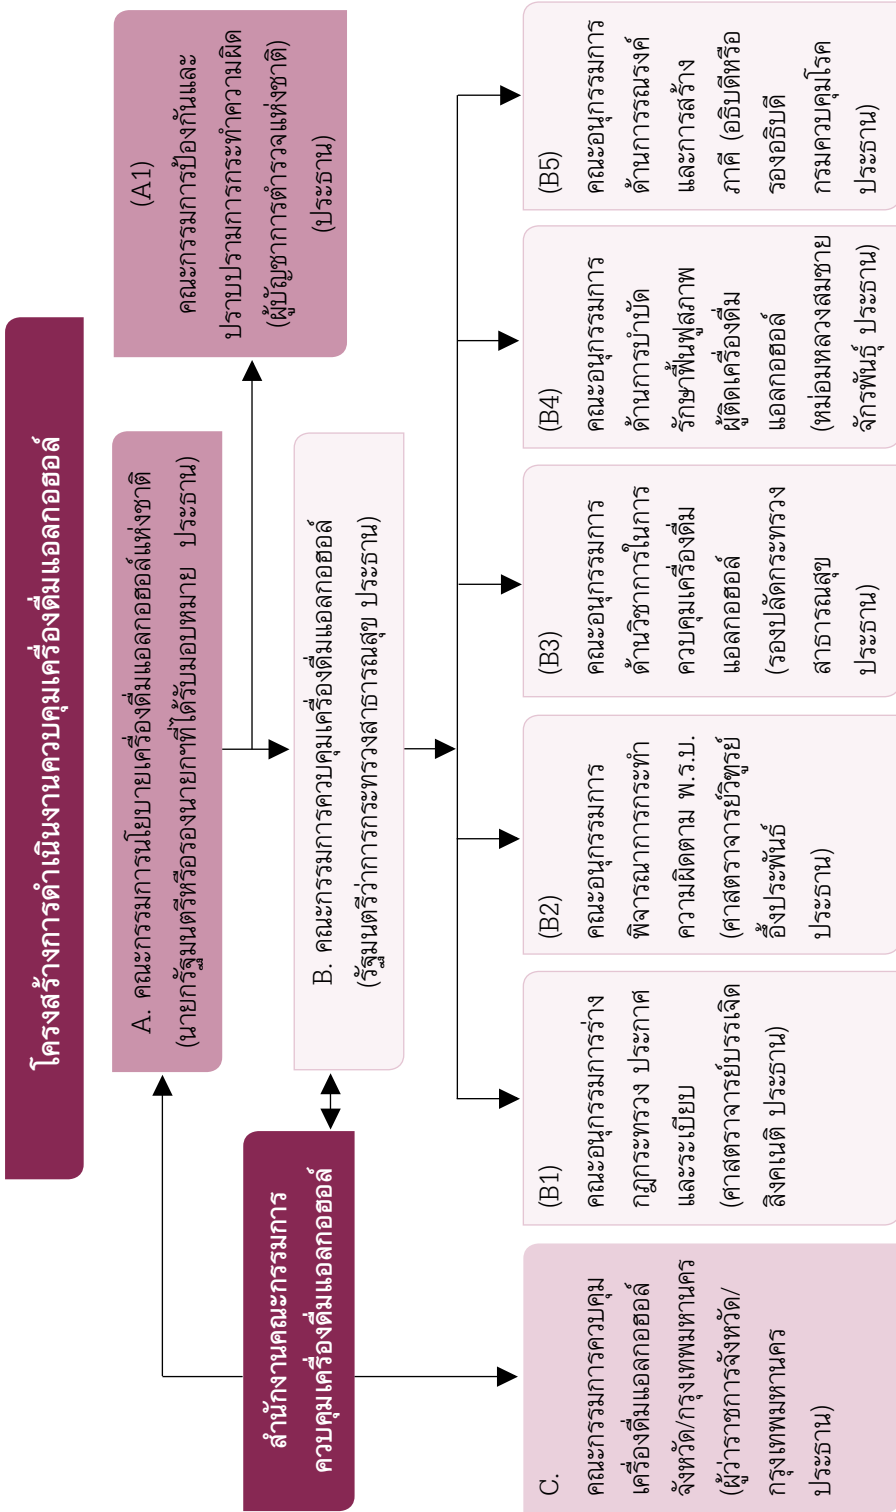 โครงสร้างการดำเนินงานควบคุมเครื่องดื่มแอลกอฮอล์
A. คณะกรรมการนโยบายเครื่องดื่มแอลกอฮอล์แห่งชาติ
(นายกรัฐมนตรีหรือรองนายกฯที่ได้รับมอบหมาย ประธาน)
(A1)
คณะกรรมการป้องกันและ
ปราบปรามการกระทำความผิด
(ผู้บัญชาการตำรวจแห่งชาติ)
(ประธาน)
สำนักงานคณะกรรมการ
ควบคุมเครื่องดื่มแอลกอฮอล์
B. คณะกรรมการควบคุมเครื่องดื่มแอลกอฮอล์
(รัฐมนตรีว่าการกระทรวงสาธารณสุข ประธาน)
C.
คณะกรรมการควบคุม
เครื่องดื่มแอลกอฮอล์
จังหวัด/กรุงเทพมหานคร
(ผู้ว่าราชการจังหวัด/
กรุงเทพมหานคร
ประธาน)
(B1)
คณะอนุกรรมการร่าง
กฎกระทรวง ประกาศ
และระเบียบ
(ศาสตราจารย์บรรเจิด
สิงคเนติ ประธาน)
(B2)
คณะอนุกรรมการ
พิจารณาการกระทำ
ความผิดตาม พ.ร.บ.
(ศาสตราจารย์วิฑูรย์
อึ้งประพันธ์
ประธาน)
(B3)
คณะอนุกรรมการ
ด้านวิชาการในการ
ควบคุมเครื่องดื่ม
แอลกอฮอล์
(รองปลัดกระทรวง
สาธารณสุข
ประธาน)
(B4)
คณะอนุกรรมการ
ด้านการบำบัด
รักษาฟื้นฟูสภาพ
ผู้ติดเครื่องดื่ม
แอลกอฮอล์
(หม่อมหลวงสมชาย
จักรพันธุ์ ประธาน)
(B5)
คณะอนุกรรมการ
ด้านการรณรงค์
และการสร้าง
ภาคี (อธิบดีหรือ
รองอธิบดี
กรมควบคุมโรค
ประธาน)